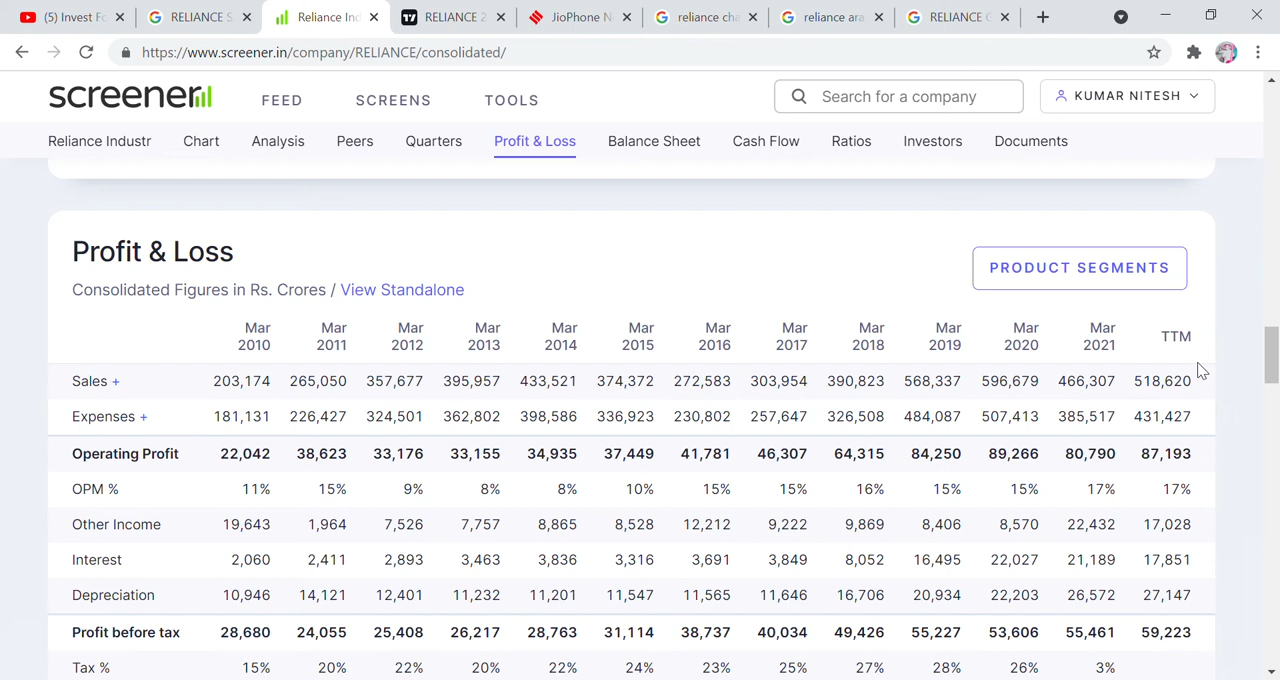 (5) Invest Fo
RELIANCE S
Reliance Ind
RELIANCE 2
JioPhone N
reliance cha
reliance ara
RELIANCE C
https://www.screener.in/company/RELIANCE/consolidated/
screener
FEED SCREENS TOOLS
Search for a company
KUMAR NITESH
Reliance Industr Chart Analysis Peers Quarters Profit & Loss Balance Sheet Cash Flow Ratios Investors Documents
Profit & Loss
PRODUCT SEGMENTS
Consolidated Figures in Rs. Crores / View Standalone
Mar Mar Mar Mar Mar Mar Mar Mar Mar Mar Mar Mar
2010 2011 2012 2013 2014 2015 2016 2017 2018 2019 2020 2021 TTM
Sales + 203,174 265,050 357,677 395,957 433,521 374,372 272,583 303,954 390,823 568,337 596,679 466,307 518,620
Expenses + 181,131 226,427 324,501 362,802 398,586 336,923 230,802 257,647 326,508 484,087 507,413 385,517 431,427
Operating Profit 22,042 38,623 33,176 33,155 34,935 37,449 41,781 46,307 64,315 84,250 89,266 80,790 87,193
OPM % 11% 15% 9% 8% 8% 10% 15% 15% 16% 15% 15% 17% 17%
Other Income 19,643 1,964 7,526 7,757 8,865 8,528 12,212 9,222 9,869 8,406 8,570 22,432 17,028
Interest 2,060 2,411 2,893 3,463 3,836 3,316 3,691 3,849 8,052 16,495 22,027 21,189 17,851
Depreciation 10,946 14,121 12,401 11,232 11,201 11,547 11,565 11,646 16,706 20,934 22,203 26,572 27,147
Profit before tax 28,680 24,055 25,408 26,217 28,763 31,114 38,737 40,034 49,426 55,227 53,606 55,461 59,223
Tax % 15% 20% 22% 20% 22% 24% 23% 25% 27% 28% 26% 3%